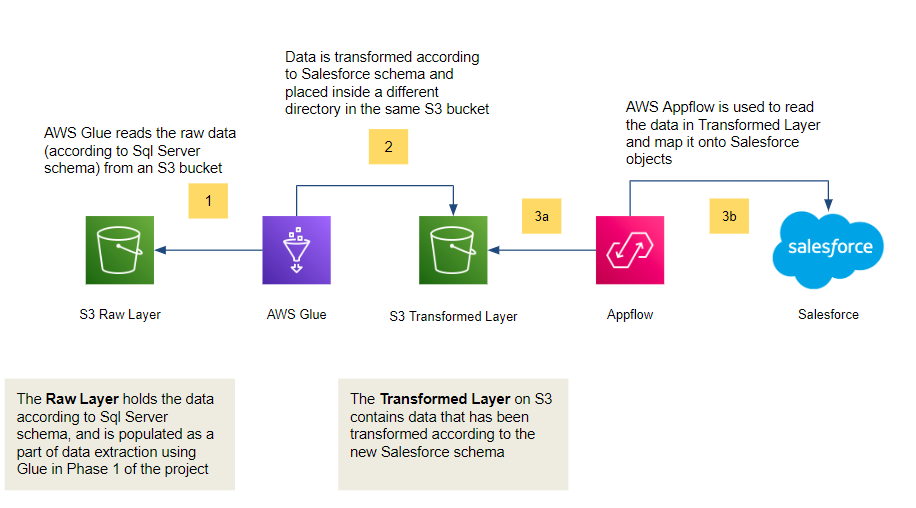 Data is transformed according
to Salesforce schema and
placed inside a different
directory in the same S3 bucket
AWS Glue reads the raw data
(according to Sql Server
schema) from an S3 bucket
AWS Appflow is used to read
the data in Transformed Layer
and map it onto Salesforce
objects
1
2
3a
3b
salesforce
S3 Raw Layer
AWS Glue
S3 Transformed Layer
Appflow
Salesforce
The Raw Layer holds the data
according to Sql Server
schema, and is populated as a
part of data extraction using
Glue in Phase 1 of the project
The Transformed Layer on S3
contains data that has been
transformed according to the
new Salesforce schema